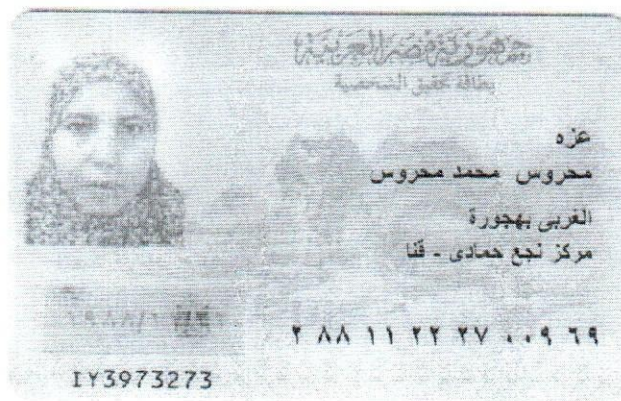 جمهورية مصر العربية
بطاقة تحقيق الشخصية
عزه
محروس محمد محروس
الغربى بهجورة
مركز نجع حمادى - قنا
٢ ٨٨ ١١ ٢٢ ٢٧ ٠٠٩ ٦٩
IY3973273